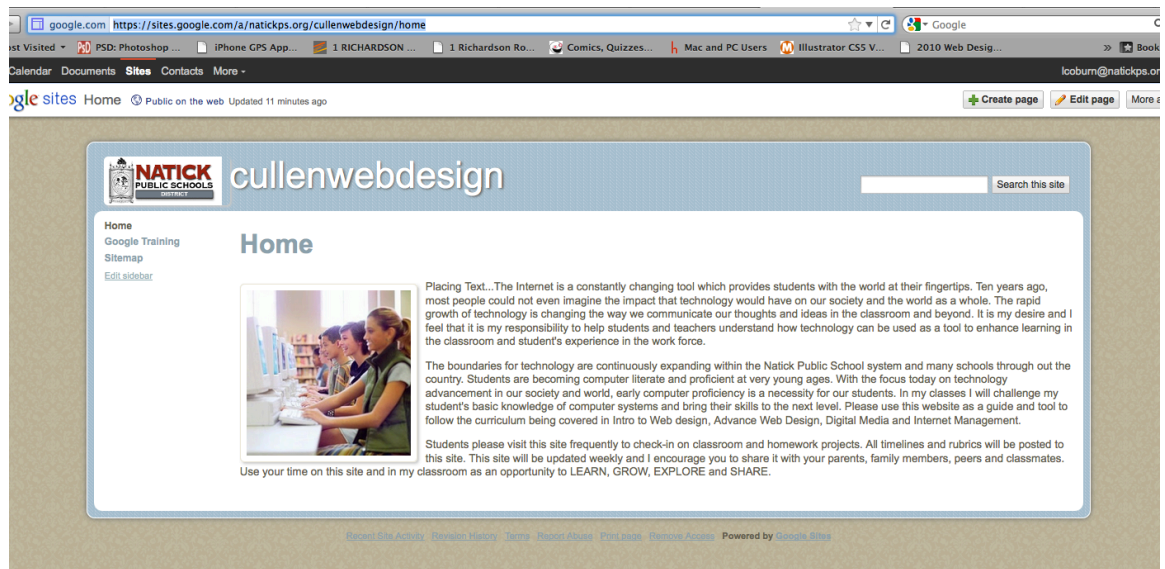 google.com https://sites.google.com/a/natickps.org/cullenwebdesign/home Google
ost Visited PSD: Photoshop ... iPhone GPS App... 1 RICHARDSON ... 1 Richardson Ro... Comics, Quizzes... Mac and PC Users Illustrator CS5 V... 2010 Web Desig... » Book
Calendar Documents Sites Contacts More lcoburn@natickps.or
ogle sites Home Public on the web Updated 11 minutes ago Create page Edit page More a
NATICK
PUBLIC SCHOOLS
DISTRICT
cullenwebdesign
Search this site
Home
Google Training
Sitemap
Edit sidebar
Home
Placing Text...The Internet is a constantly changing tool which provides students with the world at their fingertips. Ten years ago,
most people could not even imagine the impact that technology would have on our society and the world as a whole. The rapid
growth of technology is changing the way we communicate our thoughts and ideas in the classroom and beyond. It is my desire and I
feel that it is my responsibility to help students and teachers understand how technology can be used as a tool to enhance learning in
the classroom and student's experience in the work force.
The boundaries for technology are continuously expanding within the Natick Public School system and many schools through out the
country. Students are becoming computer literate and proficient at very young ages. With the focus today on technology
advancement in our society and world, early computer proficiency is a necessity for our students. In my classes I will challenge my
student's basic knowledge of computer systems and bring their skills to the next level. Please use this website as a guide and tool to
follow the curriculum being covered in Intro to Web design, Advance Web Design, Digital Media and Internet Management.
Students please visit this site frequently to check-in on classroom and homework projects. All timelines and rubrics will be posted to
this site. This site will be updated weekly and I encourage you to share it with your parents, family members, peers and classmates.
Use your time on this site and in my classroom as an opportunity to LEARN, GROW, EXPLORE and SHARE.
Recent Site Activity Revision History Terms Report Abuse Print page Remove Access Powered by Google Sites